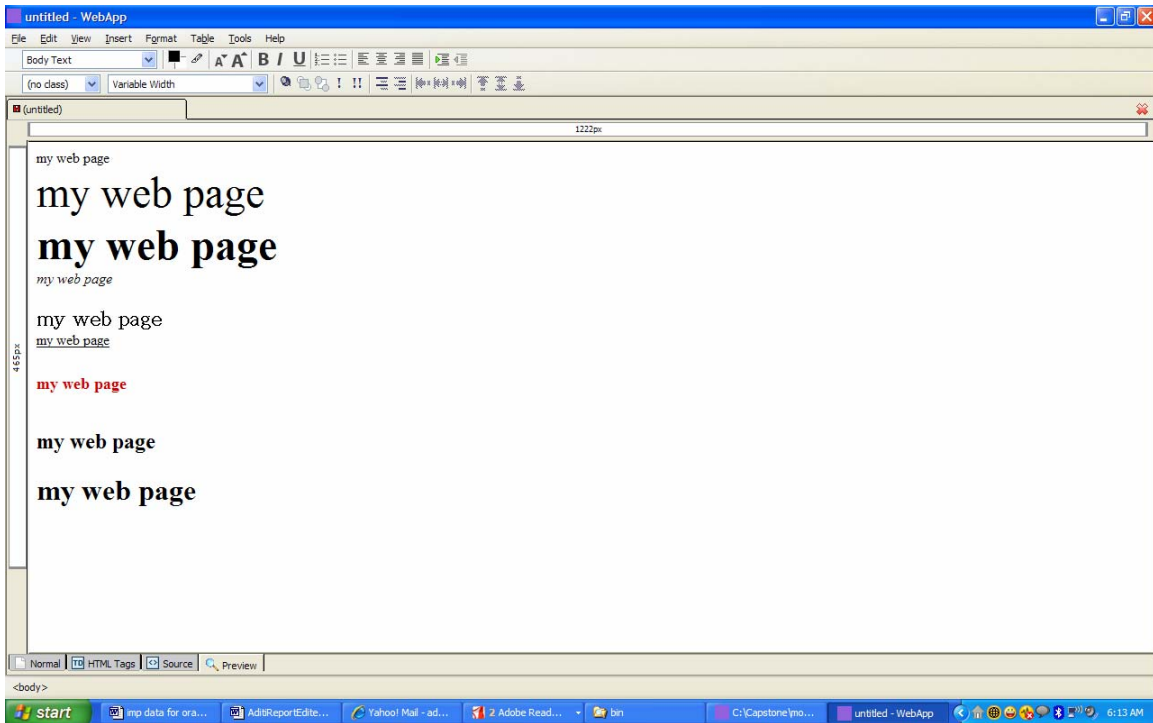 untitled - WebApp
File Edit View Insert Format Table Tools Help
Body Text
(no class) Variable Width
(untitled)
1222px
my web page
my web page
my web page
my web page
my web page
my web page
my web page
my web page
my web page
465px
Normal TD HTML Tags Source Preview
<body>
start imp data for ora... AditiReportEdite... Yahoo! Mail - ad... 2 Adobe Read... bin C:\Capstone\mo... untitled - WebApp 6:13 AM